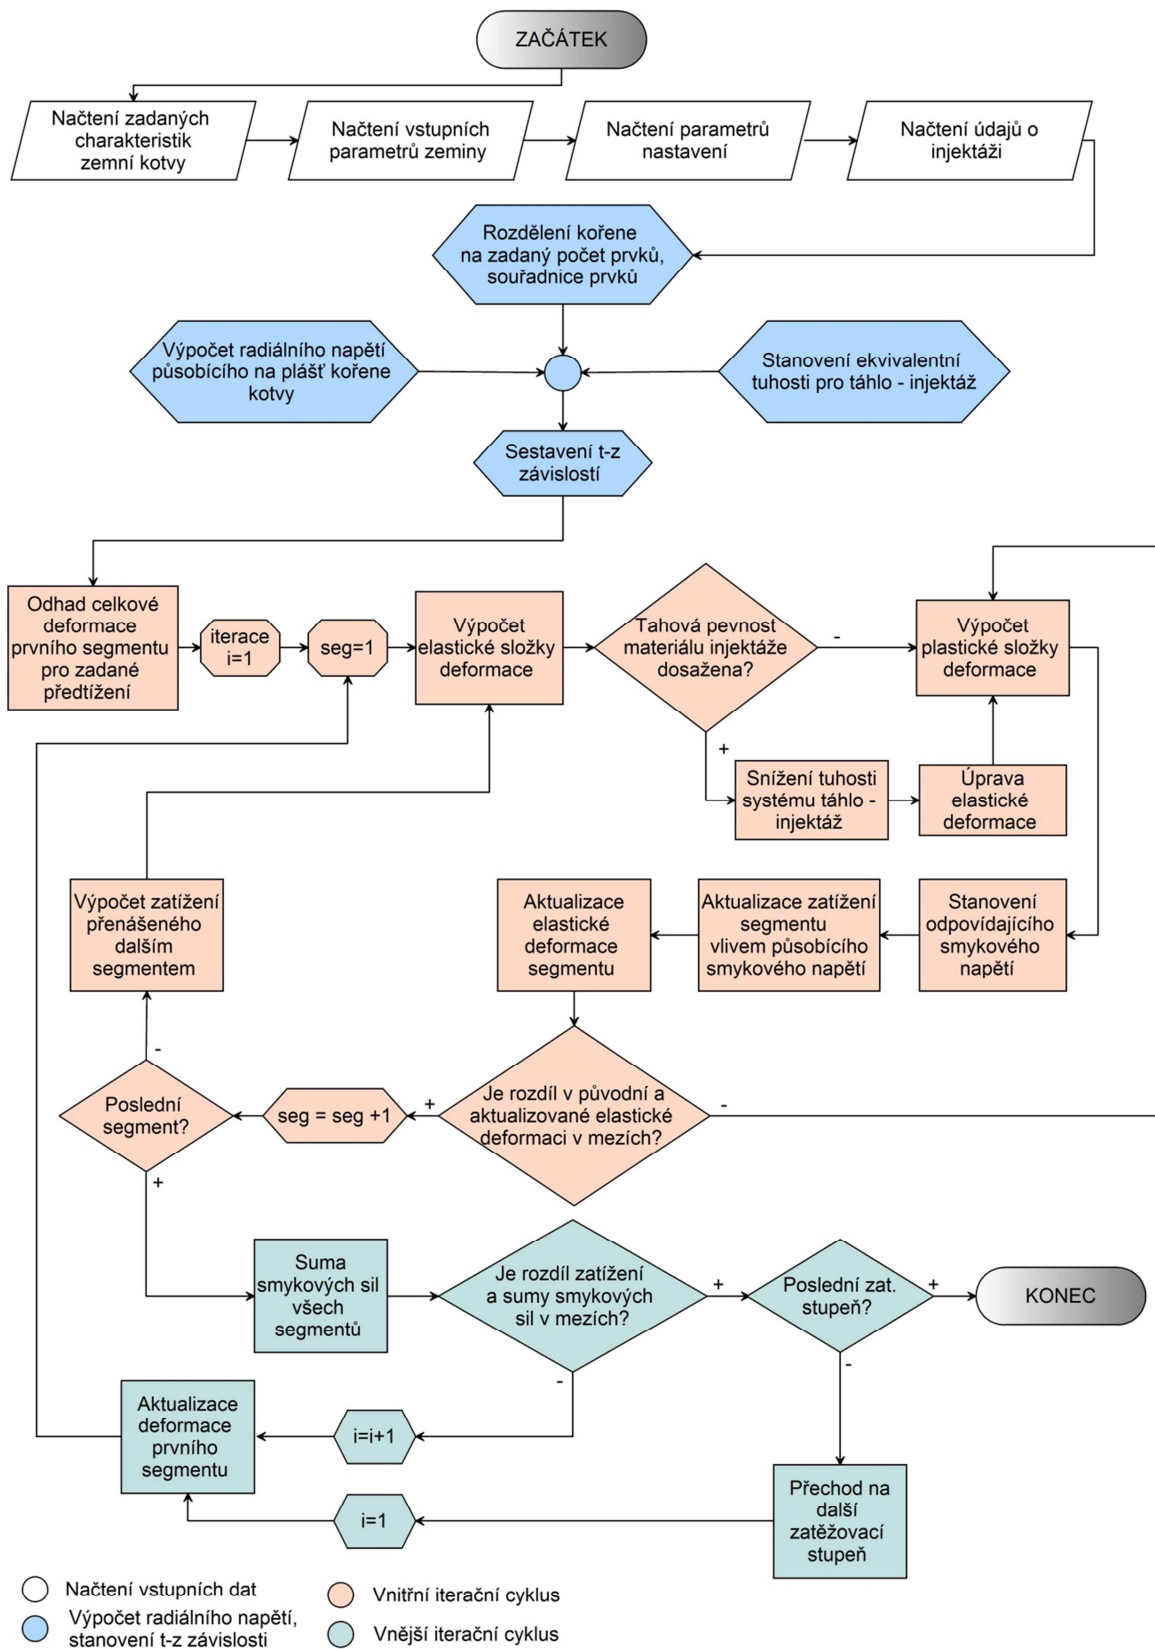 ZAČÁTEK
Načtení zadaných
charakteristik
zemní kotvy
Načtení vstupních
parametrů zeminy
Načtení parametrů
nastavení
Načtení údajů o
injektáži
Rozdělení kořene
na zadaný počet prvků,
souřadnice prvků
Výpočet radiálního napětí
působícího na plášť kořene
kotvy
Stanovení ekvivalentní
tuhosti pro táhlo - injektáž
Sestavení t-z
závislostí
Odhad celkové
deformace
prvního segmentu
pro zadané
předtížení
iterace
i=1
seg=1
Výpočet
elastické složky
deformace
Tahová pevnost
materiálu injektáže
dosažena?
-
Výpočet
plastické složky
deformace
+
Snížení tuhosti
systému táhlo -
injektáž
Úprava
elastické
deformace
Výpočet zatížení
přenášeného
dalším
segmentem
Aktualizace
elastické
deformace
segmentu
Aktualizace zatížení
segmentu
vlivem působícího
smykového napětí
Stanovení
odpovídajícího
smykového
napětí
-
Poslední
segment?
seg = seg +1
+
Je rozdíl v původní a
aktualizované elastické
deformaci v mezích?
-
+
Suma
smykových sil
všech
segmentů
Je rozdíl zatížení
a sumy smykových
sil v mezích?
+
Poslední zat.
stupeň?
+
KONEC
-
-
Aktualizace
deformace
prvního
segmentu
i=i+1
i=1
Přechod na
další
zatěžovací
stupeň
Načtení vstupních dat
Výpočet radiálního napětí,
stanovení t-z závislosti
Vnitřní iterační cyklus
Vnější iterační cyklus